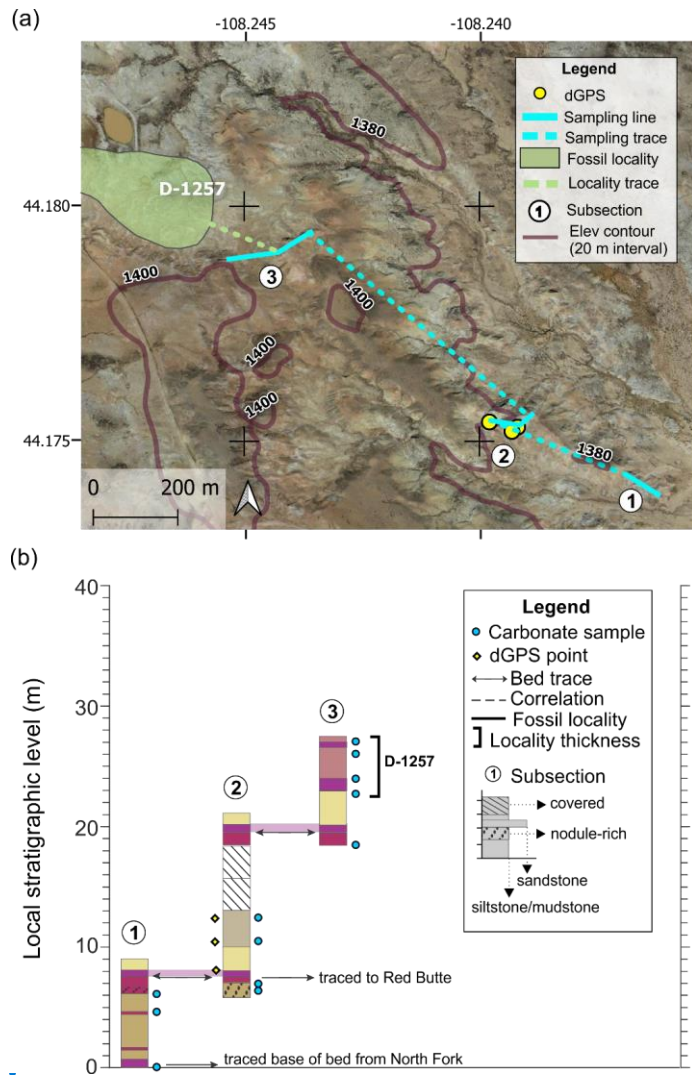 (a)
-108.245
-108.240
44.180
44.175
D-1257
1380
1400
1400
1400
1400
1380
3
2
1
0
200 m
Legend
dGPS
Sampling line
Sampling trace
Fossil locality
Locality trace
1 Subsection
Elev contour
(20 m interval)
(b)
Local stratigraphic level (m)
40
30
20
10
0
1
2
3
D-1257
traced to Red Butte
traced base of bed from North Fork
Legend
Carbonate sample
dGPS point
Bed trace
Correlation
Fossil locality
Locality thickness
1 Subsection
covered
nodule-rich
sandstone
siltstone/mudstone